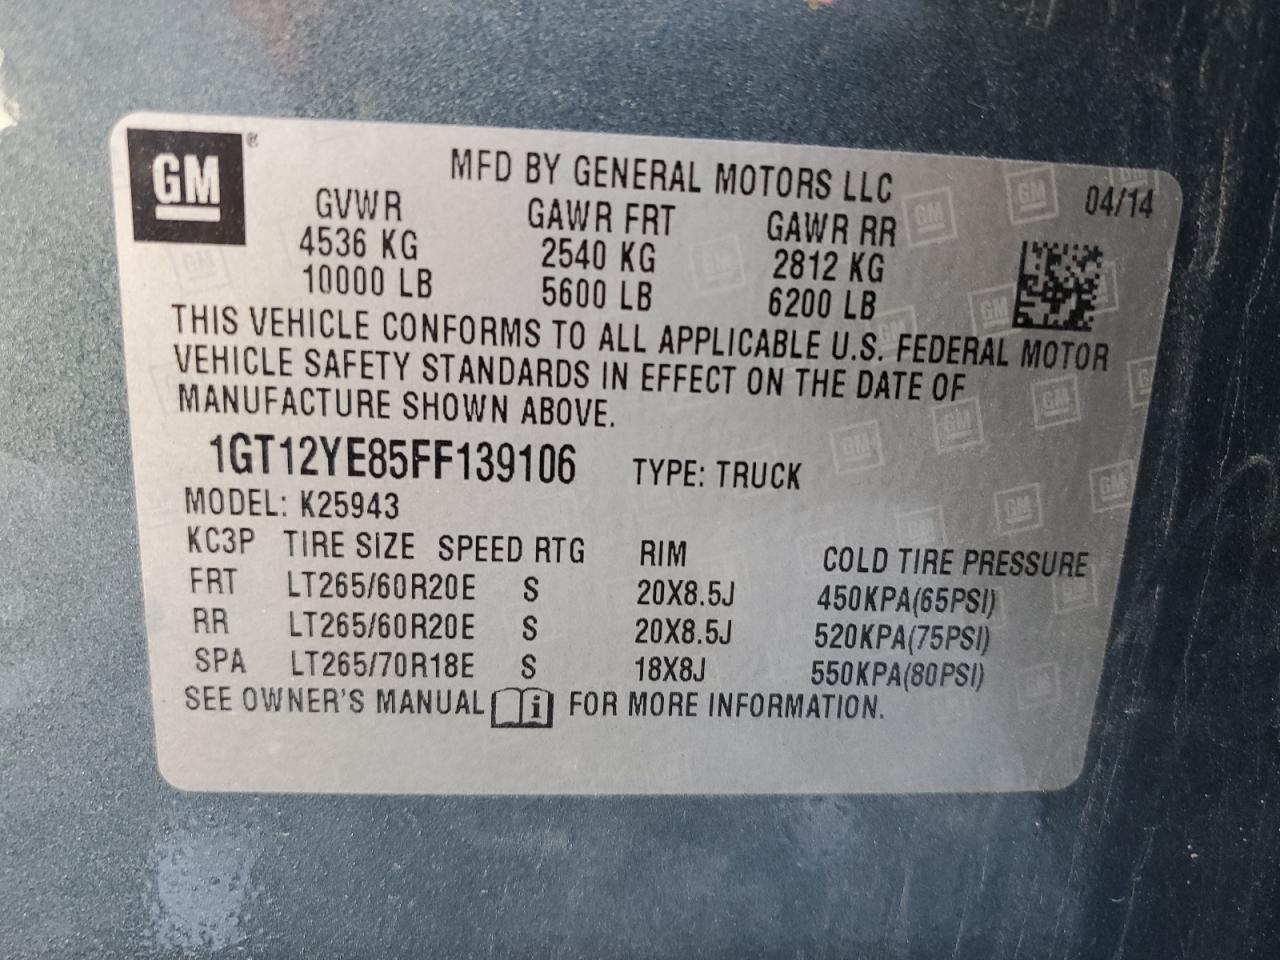 GM ®
MFD BY GENERAL MOTORS LLC 04/14
GVWR GAWR FRT GAWR RR
4536 KG 2540 KG 2812 KG
10000 LB 5600 LB 6200 LB
THIS VEHICLE CONFORMS TO ALL APPLICABLE U.S. FEDERAL MOTOR
VEHICLE SAFETY STANDARDS IN EFFECT ON THE DATE OF
MANUFACTURE SHOWN ABOVE.
1GT12YE85FF139106 TYPE: TRUCK
MODEL: K25943
KC3P TIRE SIZE SPEED RTG RIM COLD TIRE PRESSURE
FRT LT265/60R20E S 20X8.5J 450KPA(65PSI)
RR LT265/60R20E S 20X8.5J 520KPA(75PSI)
SPA LT265/70R18E S 18X8J 550KPA(80PSI)
SEE OWNER'S MANUAL i FOR MORE INFORMATION.